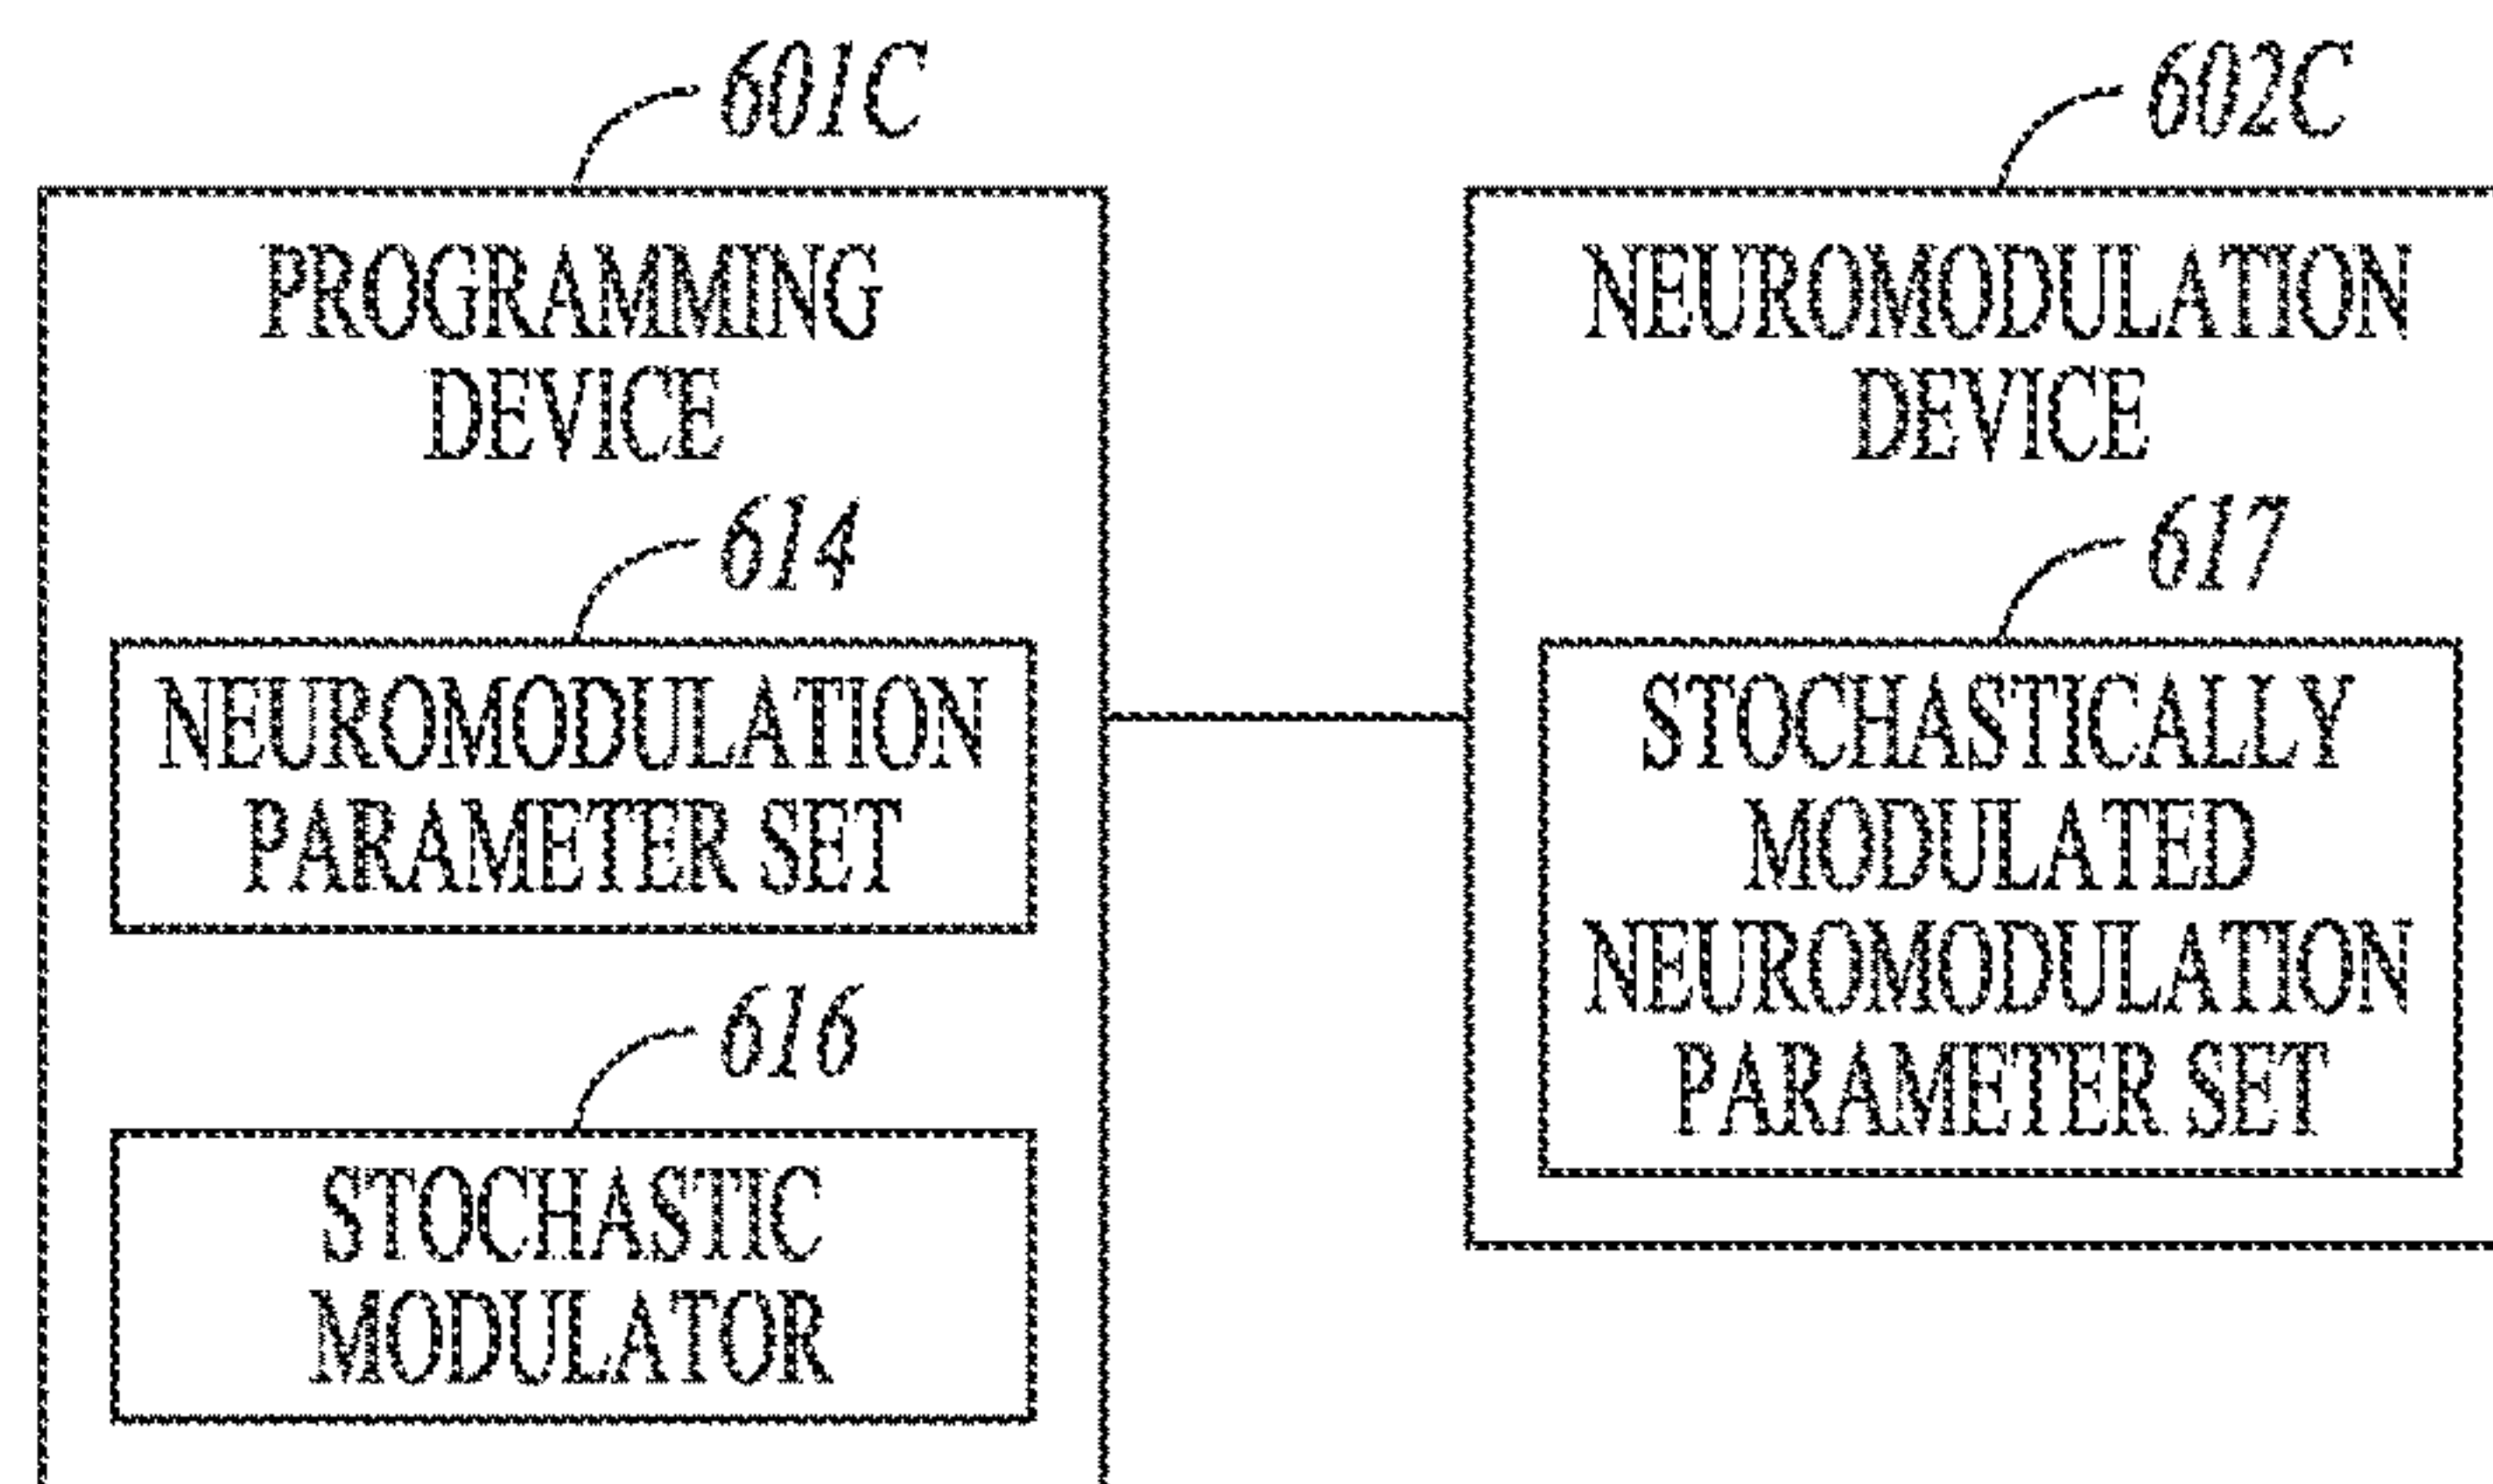 601C
PROGRAMMING
DEVICE
614
NEUROMODULATION
PARAMETER SET
616
STOCHASTIC
MODULATOR
602C
NEUROMODULATION
DEVICE
617
STOCHASTICALLY
MODULATED
NEUROMODULATION
PARAMETER SET